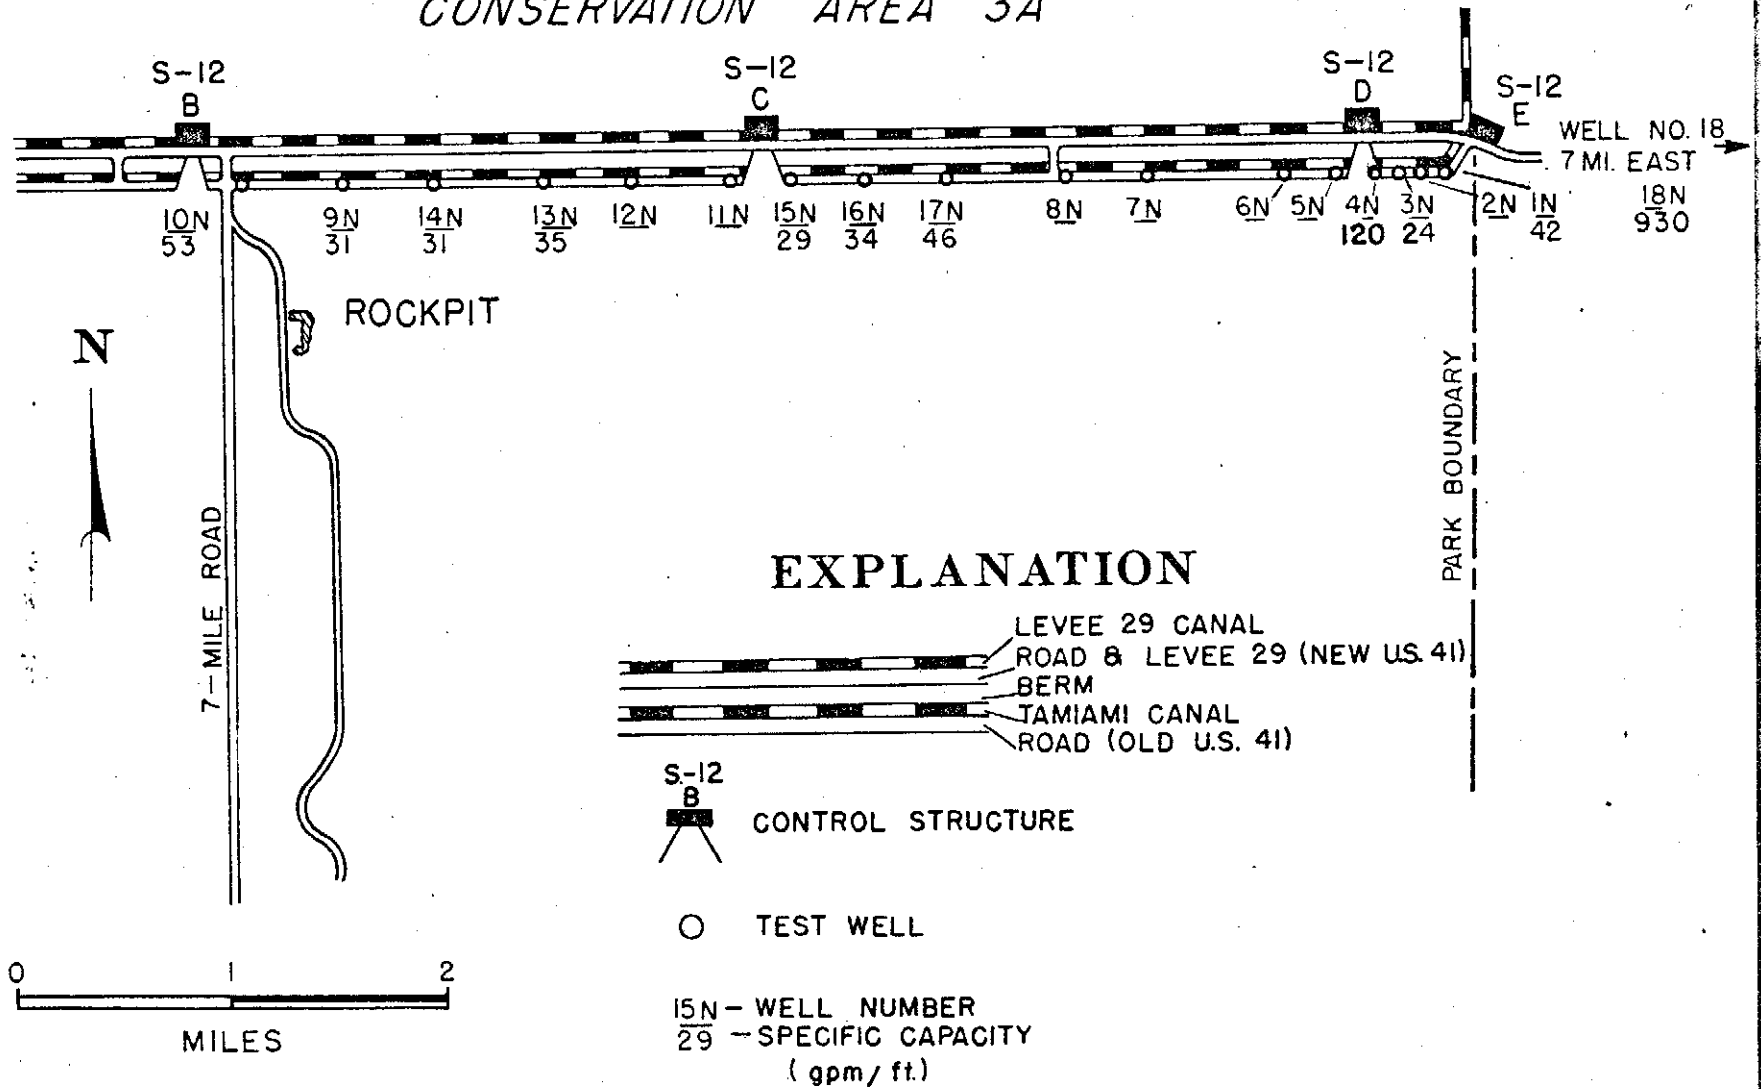 CONSERVATION AREA 3A
S-12
B
S-12
C
S-12
D
S-12
E
WELL NO. 18
7 MI. EAST
10N
53
9N
31
14N
31
13N
35
12N
11N
15N
29
16N
34
17N
46
8N
7N
6N
5N
4N
120
3N
24
2N
1N
42
18N
930
ROCKPIT
N
7-MILE ROAD
PARK BOUNDARY
EXPLANATION
LEVEE 29 CANAL
ROAD & LEVEE 29 (NEW U.S. 41)
BERM
TAMIAMI CANAL
ROAD (OLD U.S. 41)
S-12
B
CONTROL STRUCTURE
TEST WELL
0 1 2
MILES
15N - WELL NUMBER
29 - SPECIFIC CAPACITY
(gpm/ft.)